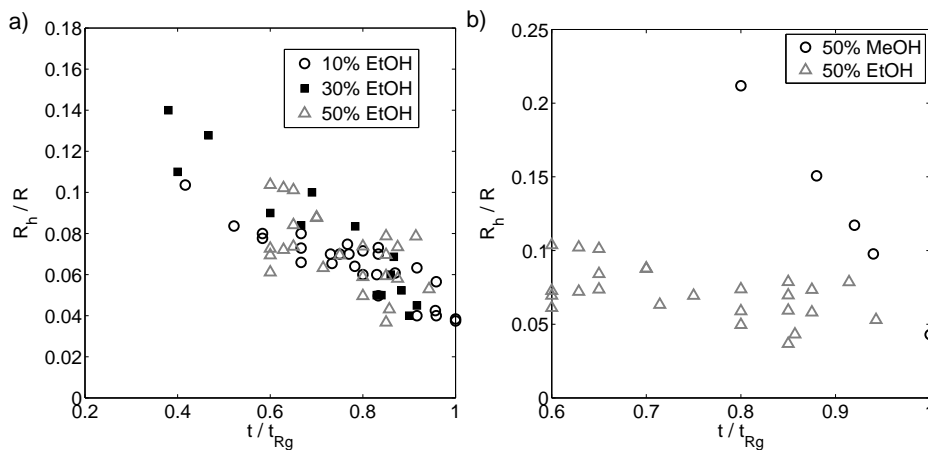 a)
0.18
0.16
0.14
0.12
0.1
0.08
0.06
0.04
0.02
0
R_h / R
0.2
0.4
0.6
0.8
1
t / t_Rg
10% EtOH
30% EtOH
50% EtOH
b)
0.25
0.2
0.15
0.1
0.05
0
R_h / R
0.6
0.7
0.8
0.9
1
t / t_Rg
50% MeOH
50% EtOH